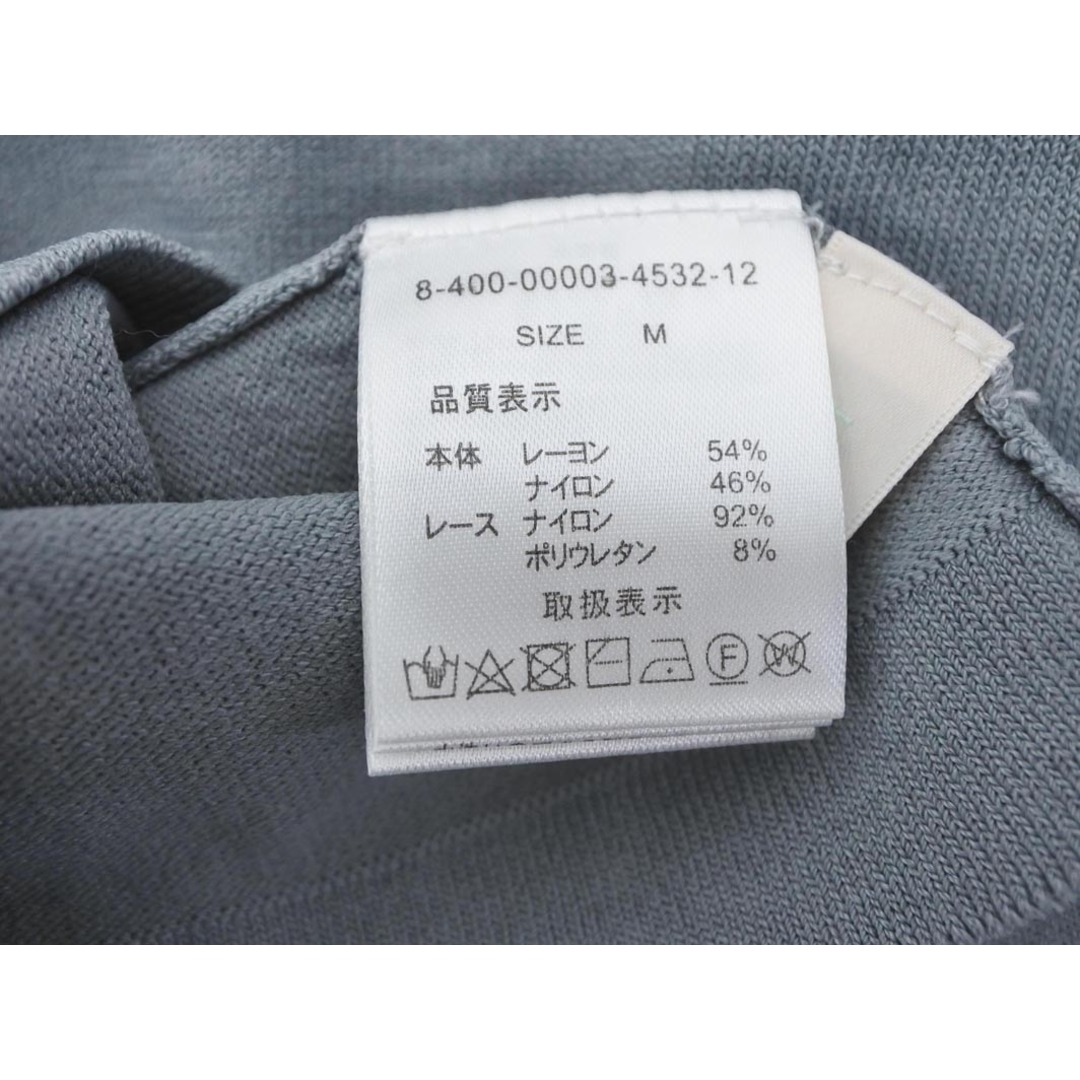 8-400-00003-4532-12
SIZE M
品質表示
本体 レーヨン 54%
ナイロン 46%
レース ナイロン 92%
ポリウレタン 8%
取扱表示
F W